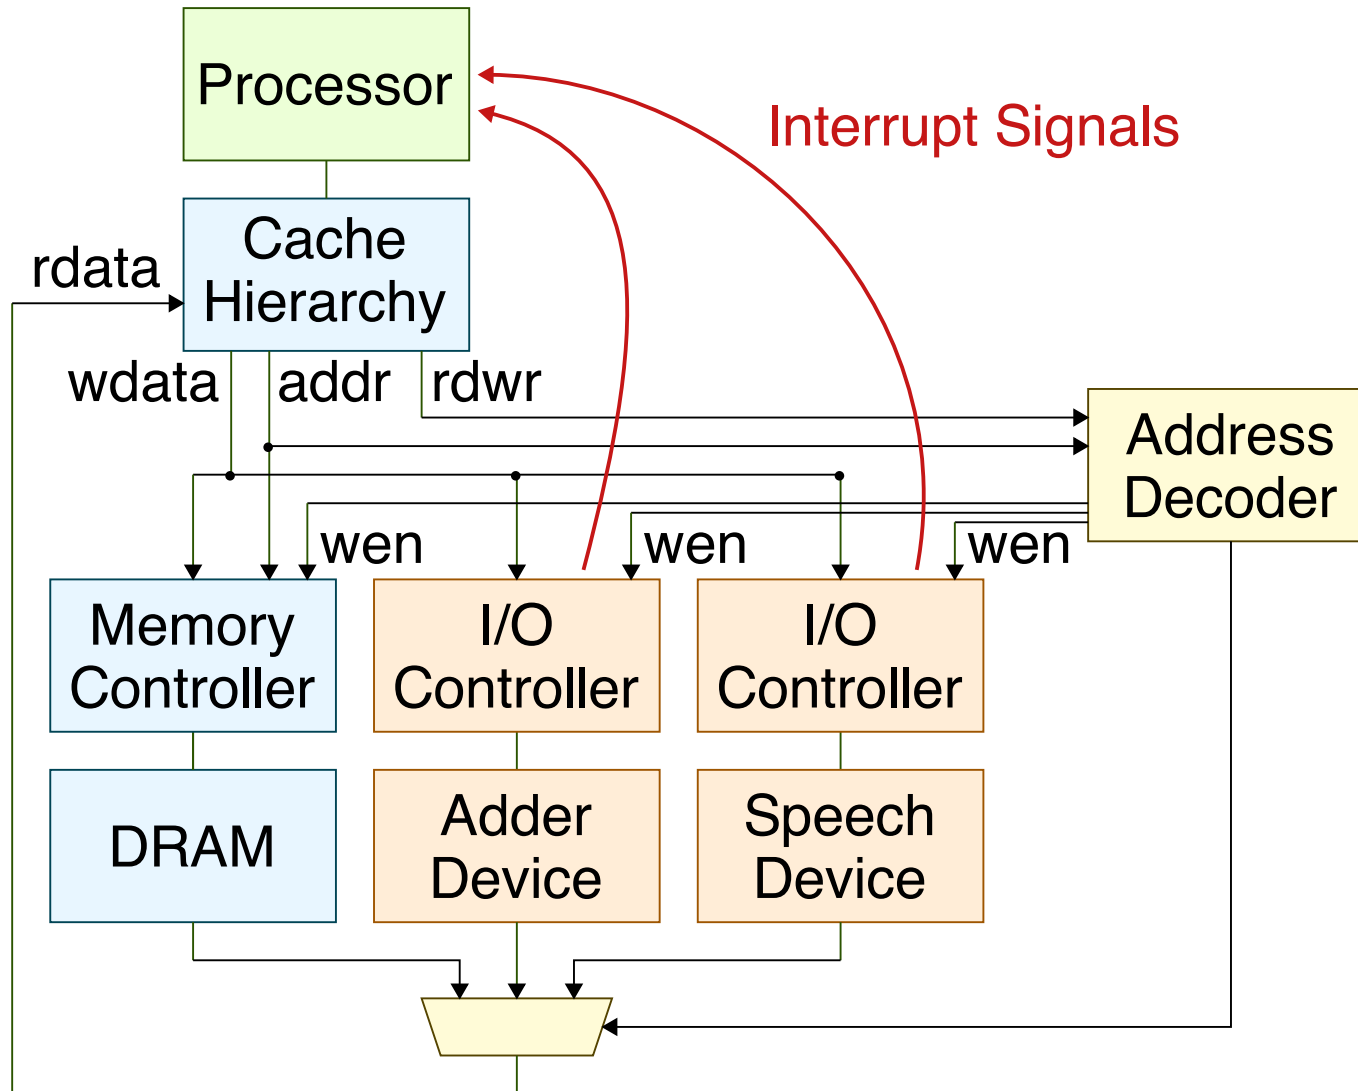 Processor
Interrupt Signals
Cache
Hierarchy
rdata
wdata
addr
rdwr
Address
Decoder
wen
wen
wen
Memory
Controller
I/O
Controller
I/O
Controller
DRAM
Adder
Device
Speech
Device